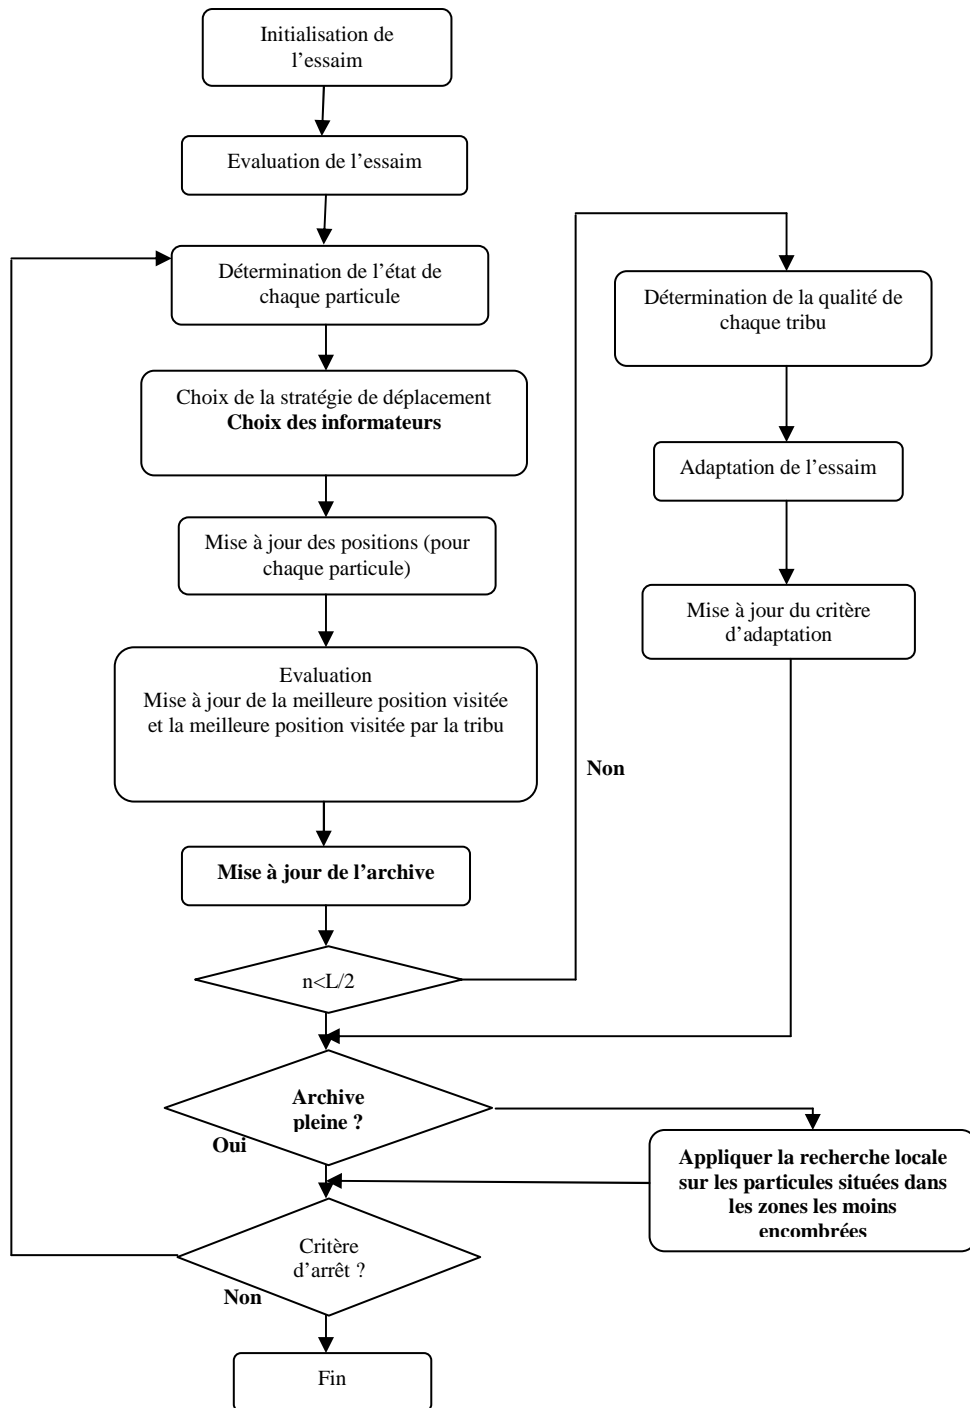 Initialisation de
l’essaim
Evaluation de l’essaim
Détermination de l’état de
chaque particule
Choix de la stratégie de déplacement
Choix des informateurs
Mise à jour des positions (pour
chaque particule)
Evaluation
Mise à jour de la meilleure position visitée
et la meilleure position visitée par la tribu
Mise à jour de l’archive
n<L/2
Non
Détermination de la qualité de
chaque tribu
Adaptation de l’essaim
Mise à jour du critère
d’adaptation
Archive
pleine ?
Oui
Appliquer la recherche locale
sur les particules situées dans
les zones les moins
encombrées
Critère
d’arrêt ?
Non
Fin